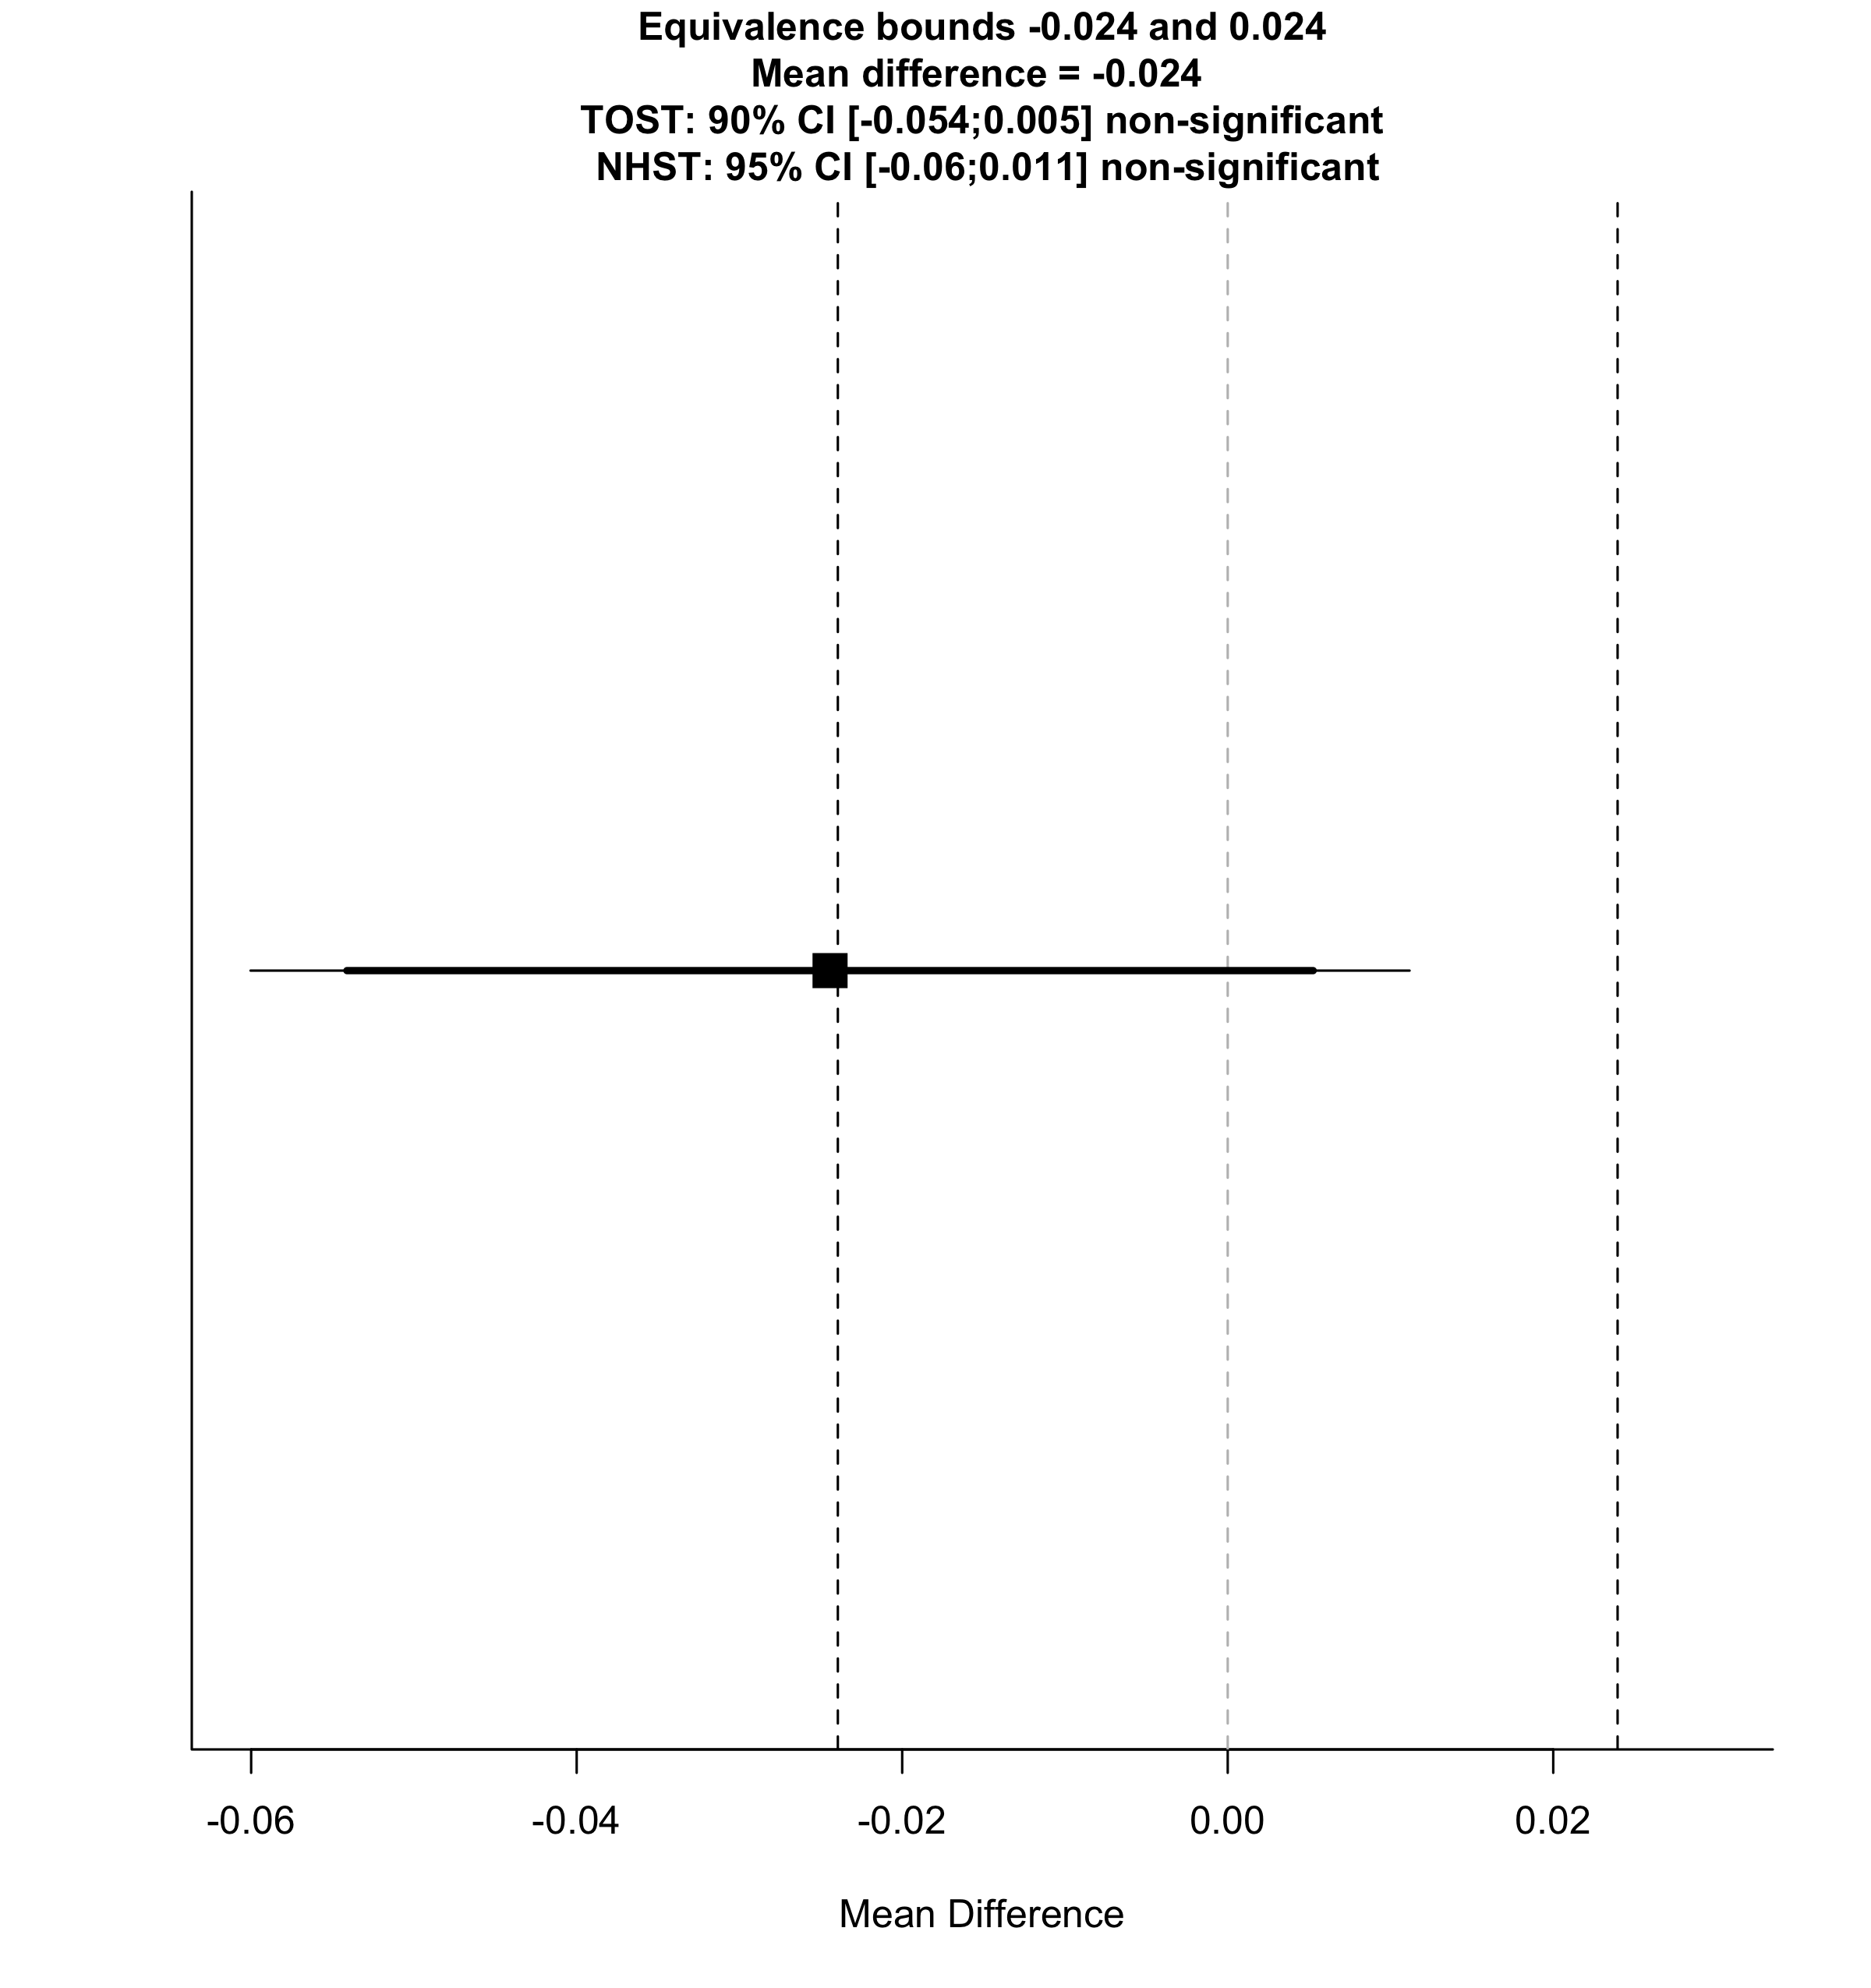 Equivalence bounds -0.024 and 0.024
Mean difference = -0.024
TOST: 90% CI [-0.054;0.005] non-significant
NHST: 95% CI [-0.06;0.011] non-significant
-0.06 -0.04 -0.02 0.00 0.02
Mean Difference